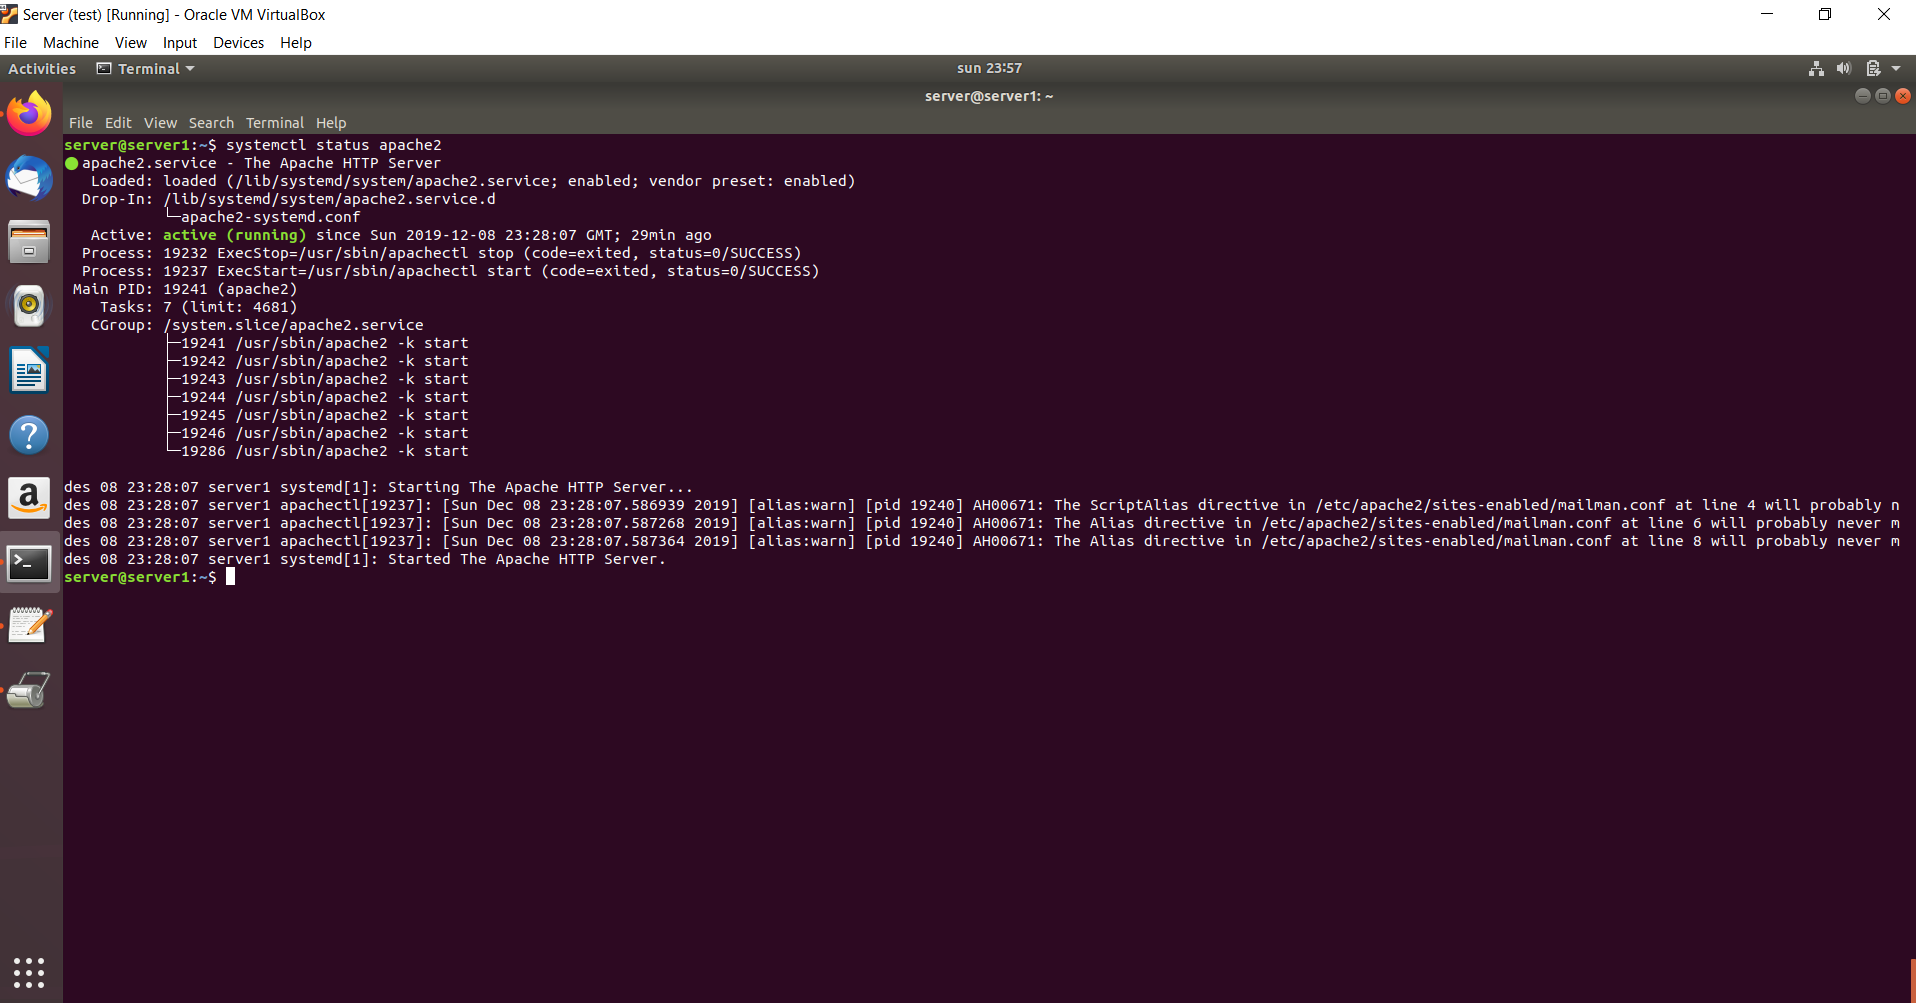 Server (test) [Running] - Oracle VM VirtualBox
File Machine View Input Devices Help
Activities Terminal sun 23:57
server@server1: ~
File Edit View Search Terminal Help
server@server1:~$ systemctl status apache2
● apache2.service - The Apache HTTP Server
Loaded: loaded (/lib/systemd/system/apache2.service; enabled; vendor preset: enabled)
Drop-In: /lib/systemd/system/apache2.service.d
└─apache2-systemd.conf
Active: active (running) since Sun 2019-12-08 23:28:07 GMT; 29min ago
Process: 19232 ExecStop=/usr/sbin/apachectl stop (code=exited, status=0/SUCCESS)
Process: 19237 ExecStart=/usr/sbin/apachectl start (code=exited, status=0/SUCCESS)
Main PID: 19241 (apache2)
Tasks: 7 (limit: 4681)
CGroup: /system.slice/apache2.service
├─19241 /usr/sbin/apache2 -k start
├─19242 /usr/sbin/apache2 -k start
├─19243 /usr/sbin/apache2 -k start
├─19244 /usr/sbin/apache2 -k start
├─19245 /usr/sbin/apache2 -k start
├─19246 /usr/sbin/apache2 -k start
└─19286 /usr/sbin/apache2 -k start
des 08 23:28:07 server1 systemd[1]: Starting The Apache HTTP Server...
des 08 23:28:07 server1 apachectl[19237]: [Sun Dec 08 23:28:07.586939 2019] [alias:warn] [pid 19240] AH00671: The ScriptAlias directive in /etc/apache2/sites-enabled/mailman.conf at line 4 will probably n
des 08 23:28:07 server1 apachectl[19237]: [Sun Dec 08 23:28:07.587268 2019] [alias:warn] [pid 19240] AH00671: The Alias directive in /etc/apache2/sites-enabled/mailman.conf at line 6 will probably never m
des 08 23:28:07 server1 apachectl[19237]: [Sun Dec 08 23:28:07.587364 2019] [alias:warn] [pid 19240] AH00671: The Alias directive in /etc/apache2/sites-enabled/mailman.conf at line 8 will probably never m
des 08 23:28:07 server1 systemd[1]: Started The Apache HTTP Server.
server@server1:~$